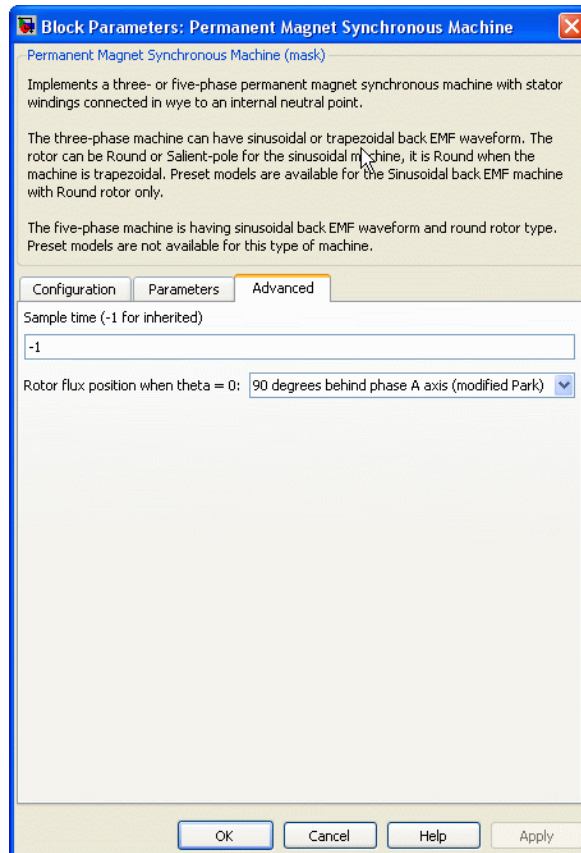 Block Parameters: Permanent Magnet Synchronous Machine
Permanent Magnet Synchronous Machine (mask)
Implements a three- or five-phase permanent magnet synchronous machine with stator
windings connected in wye to an internal neutral point.
The three-phase machine can have sinusoidal or trapezoidal back EMF waveform. The
rotor can be Round or Salient-pole for the sinusoidal machine, it is Round when the
machine is trapezoidal. Preset models are available for the Sinusoidal back EMF machine
with Round rotor only.
The five-phase machine is having sinusoidal back EMF waveform and round rotor type.
Preset models are not available for this type of machine.
Configuration Parameters Advanced
Sample time (-1 for inherited)
-1
Rotor flux position when theta = 0: 90 degrees behind phase A axis (modified Park)
OK Cancel Help Apply